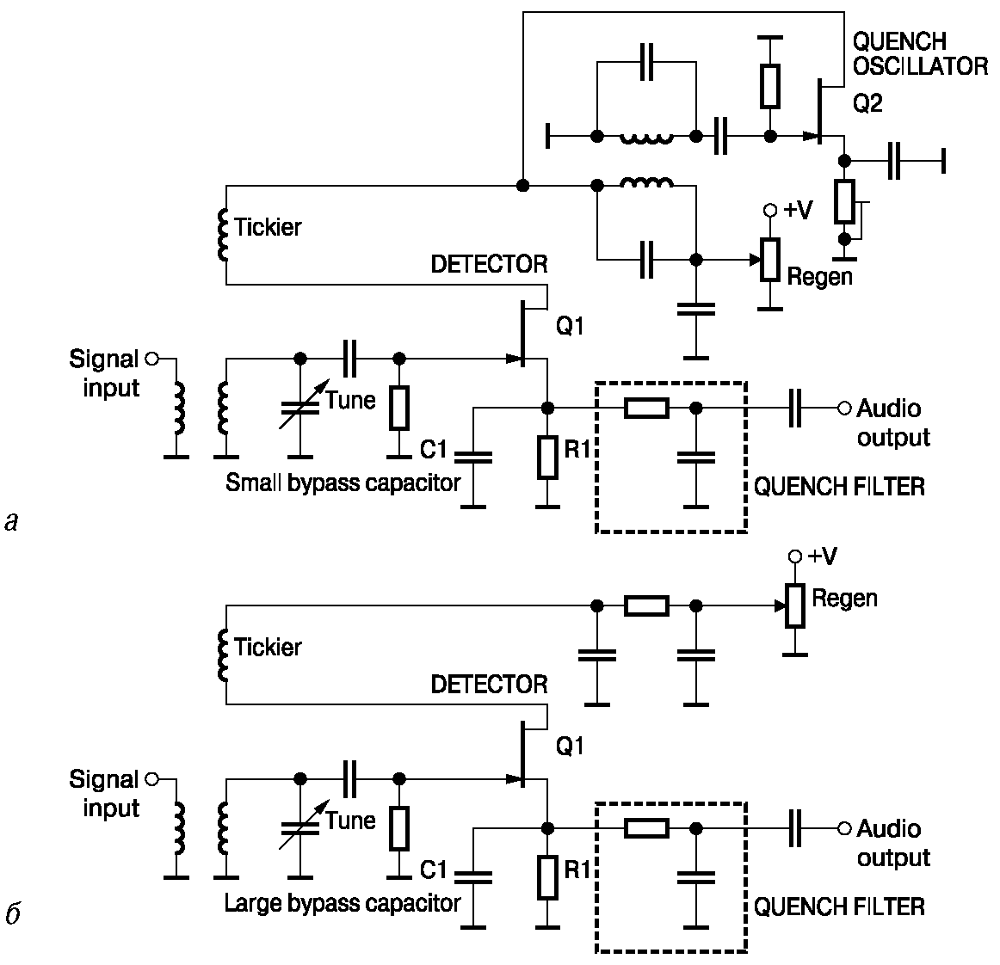 QUENCH
OSCILLATOR
Q2
+V
Tickier
DETECTOR
Regen
Q1
Signal
input
Tune
C1
R1
Audio
output
Small bypass capacitor
QUENCH FILTER
а
+V
Regen
Tickier
DETECTOR
Q1
Signal
input
Tune
C1
R1
Audio
output
Large bypass capacitor
QUENCH FILTER
б